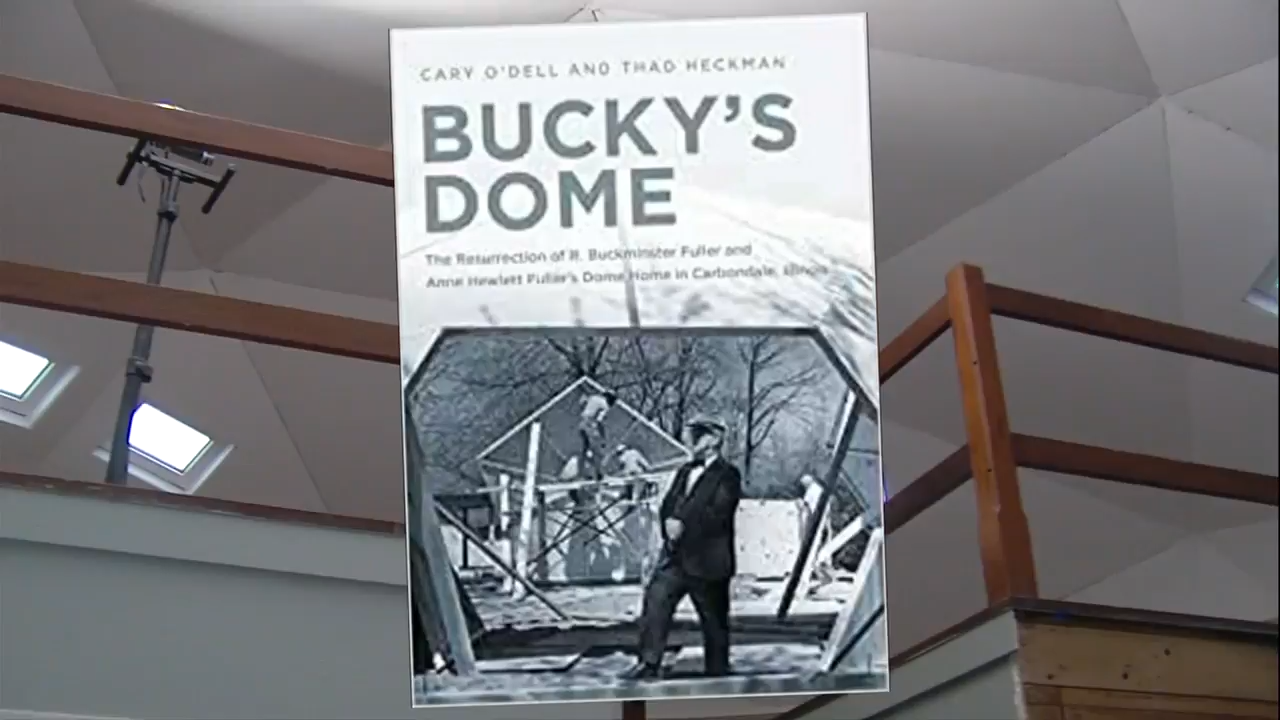 CARY O'DELL AND THAD HECKMAN
BUCKY'S
DOME
The Resurrection of R. Buckminster Fuller and
Anne Hewlett Fuller's Dome Home in Carbondale, Illinois